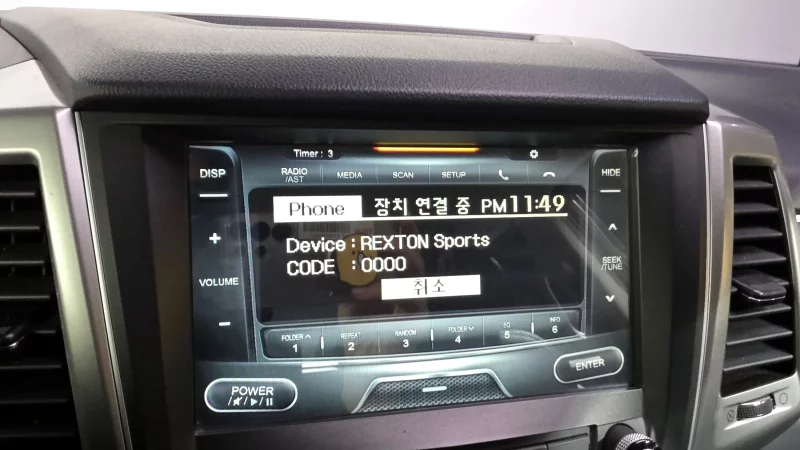 Timer : 3
DISP
RADIO /AST MEDIA SCAN SETUP
HIDE
Phone 장치 연결 중 PM 11:49
+
Device : REXTON Sports
CODE : 0000
취소
VOLUME
SEEK /TUNE
−
FOLDER ∧ REPEAT RANDOM FOLDER ∨ EQ INFO
1 2 3 4 5 6
POWER
ENTER